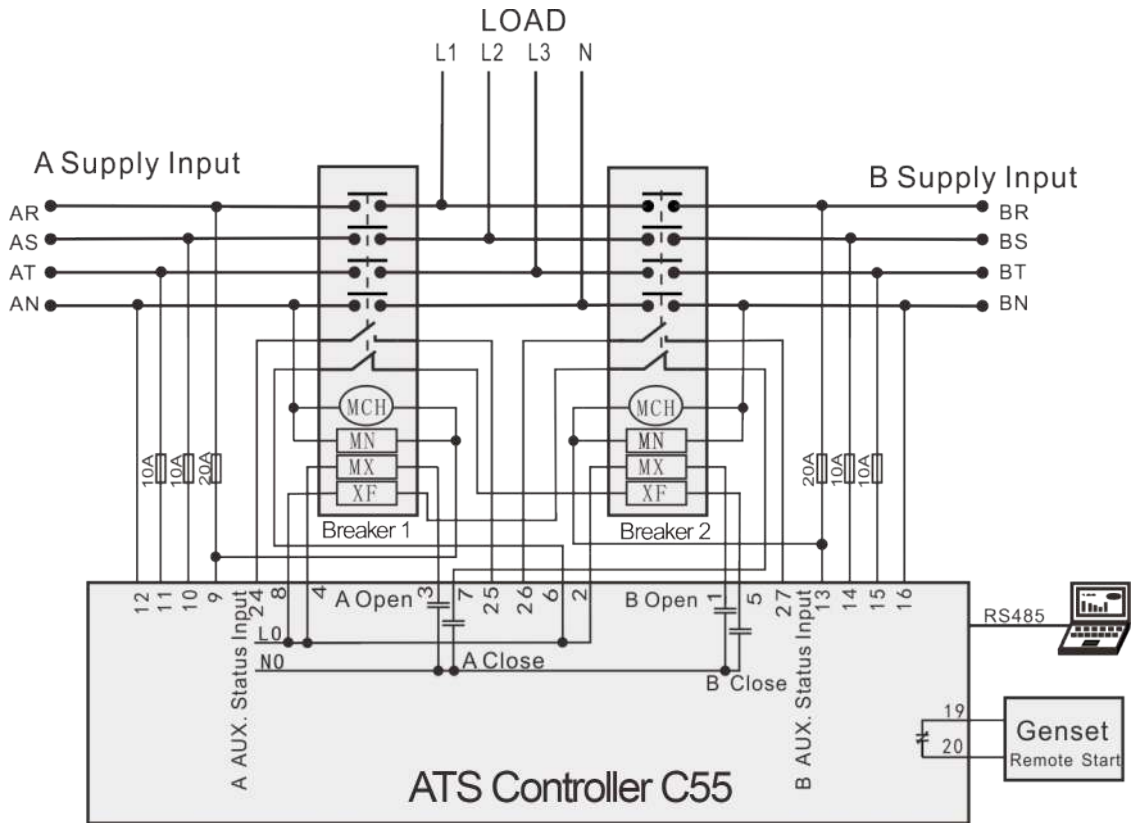 LOAD
L1 L2 L3 N
A Supply Input
B Supply Input
AR
BR
AS
BS
AT
BT
AN
BN
MCH
MCH
MN
MN
MX
MX
XF
XF
10A
10A
20A
20A
10A
10A
Breaker 1
Breaker 2
12
11
10
9
A AUX. Status Input
24
8
4
A Open
3
7
25
26
6
2
B Open
1
5
27
B AUX. Status Input
13
14
15
16
RS485
L0
N0
A Close
B Close
19
20
Genset
Remote Start
ATS Controller C55